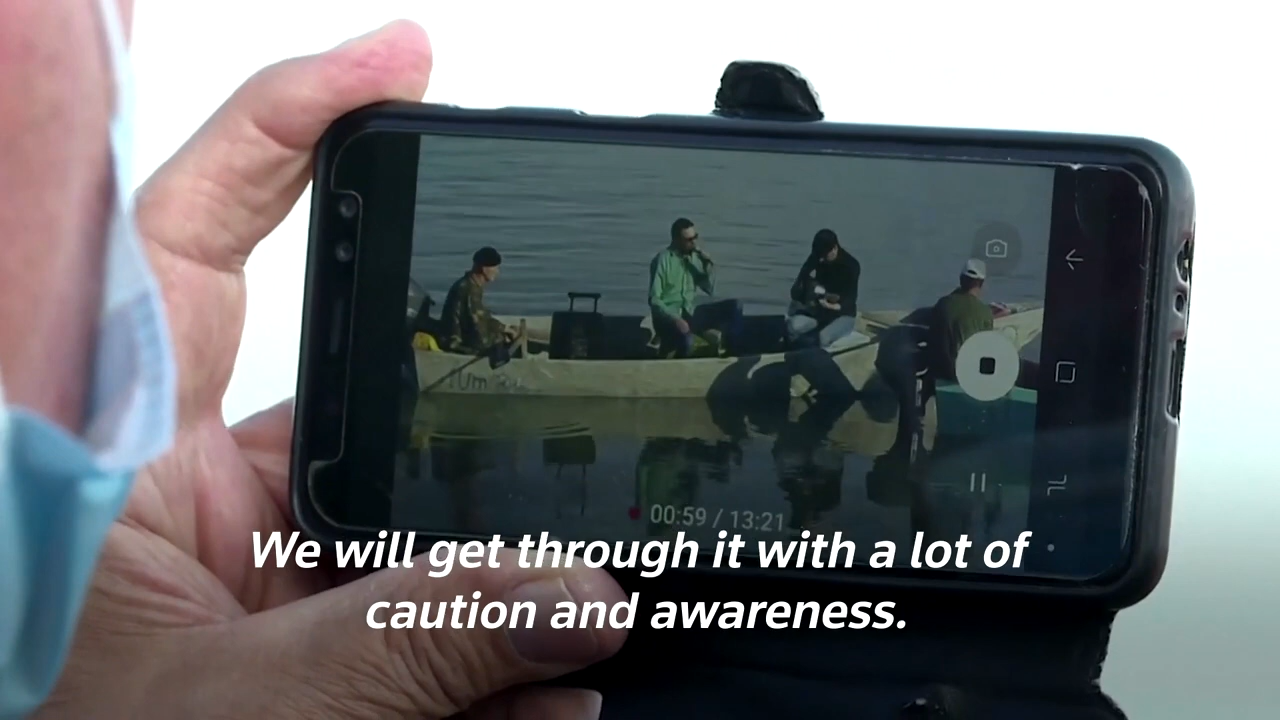 00:59 / 13:21
We will get through it with a lot of
caution and awareness.